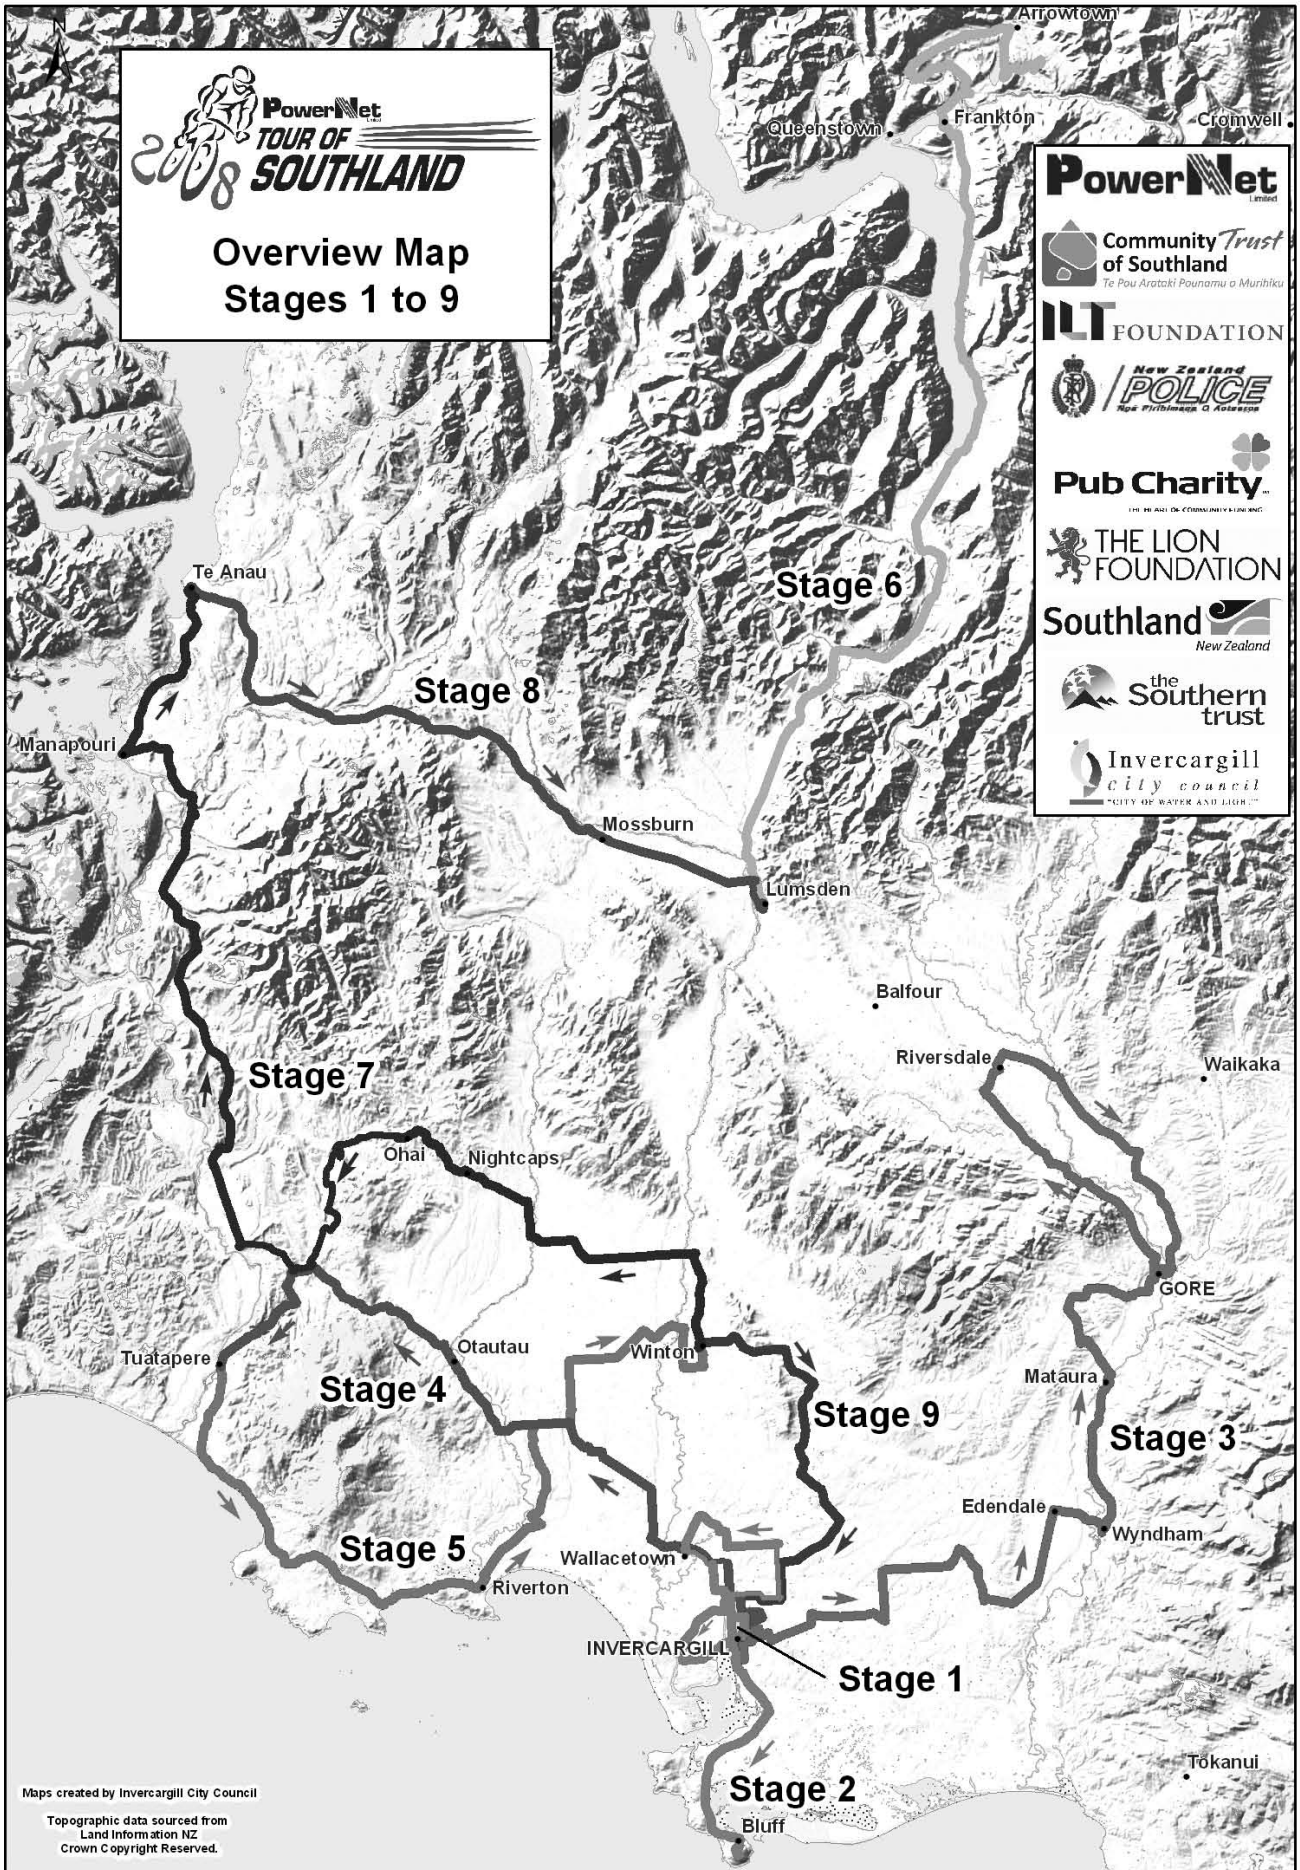 N
Arrowtown
Frankton
Queenstown
Cromwell
PowerNet
Limited
2008
TOUR OF
SOUTHLAND
Overview Map
Stages 1 to 9
PowerNet
Limited
Community Trust
of Southland
Te Pou Arataki Pounamu o Murihiku
ILT FOUNDATION
New Zealand
POLICE
Nga Pirihimana O Aotearoa
Pub Charity
THE HEART OF COMMUNITY FUNDING
THE LION
FOUNDATION
Southland
New Zealand
the
Southern
trust
Invercargill
city council
"CITY OF WATER AND LIGHT"
Te Anau
Stage 6
Stage 8
Manapouri
Mossburn
Lumsden
Balfour
Riversdale
Waikaka
Stage 7
Ohai
Nightcaps
GORE
Tuatapere
Otautau
Winton
Mataura
Stage 4
Stage 9
Stage 3
Edendale
Wyndham
Stage 5
Wallacetown
Riverton
INVERCARGILL
Stage 1
Tokanui
Stage 2
Bluff
Maps created by Invercargill City Council
Topographic data sourced from
Land Information NZ
Crown Copyright Reserved.